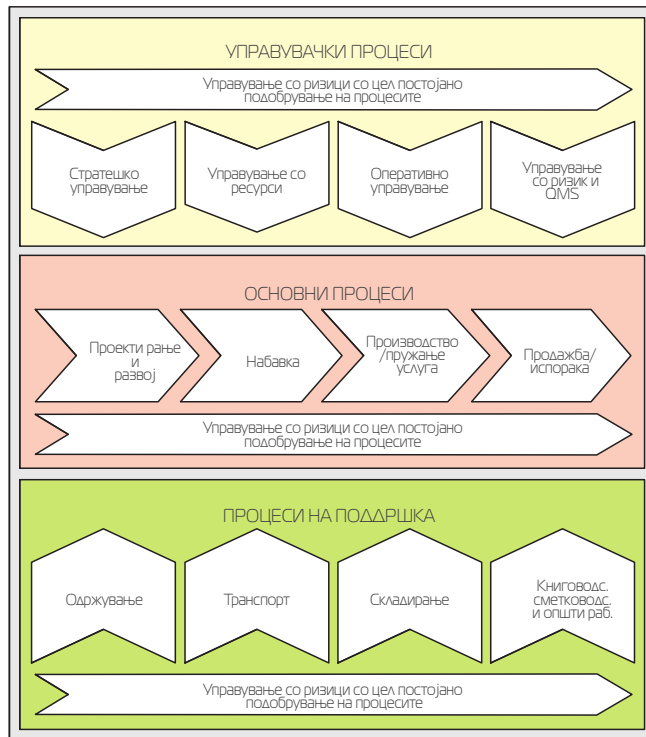 УПРАВУВАЧКИ ПРОЦЕСИ
Управување со ризици со цел постојано
подобрување на процесите
Стратешко
управување
Управување со
ресурси
Оперативно
управување
Управување
со ризик и
QMS
ОСНОВНИ ПРОЦЕСИ
Проекти рање
и
развој
Набавка
Производство
/пружање
услуга
Продажба/
испорака
Управување со ризици со цел постојано
подобрување на процесите
ПРОЦЕСИ НА ПОДДРШКА
Одржување
Транспорт
Складирање
Книговодс.
сметководс.
и општи раб.
Управување со ризици со цел постојано
подобрување на процесите